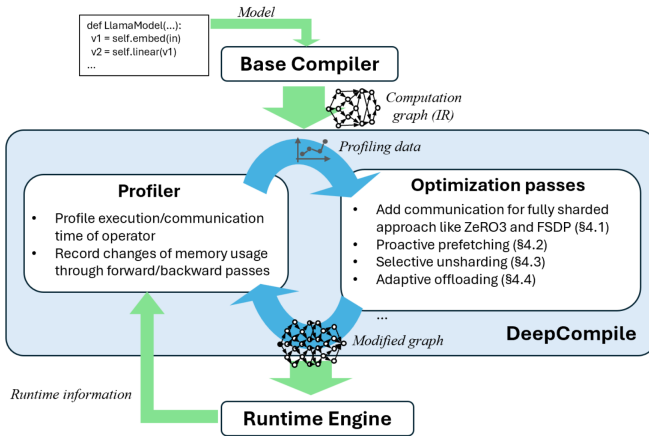 def LlamaModel(...):
v1 = self.embed(in)
v2 = self.linear(v1)
...
Model
Base Compiler
Computation
graph (IR)
Profiling data
Profiler
• Profile execution/communication
time of operator
• Record changes of memory usage
through forward/backward passes
Optimization passes
• Add communication for fully sharded
approach like ZeRO3 and FSDP (§4.1)
• Proactive prefetching (§4.2)
• Selective unsharding (§4.3)
• Adaptive offloading (§4.4)
...
Modified graph
DeepCompile
Runtime information
Runtime Engine